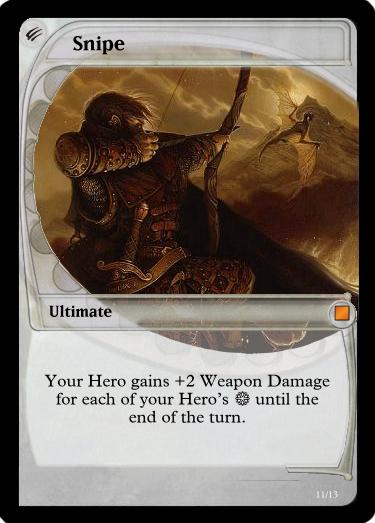 Snipe
Ultimate
Your Hero gains +2 Weapon Damage
for each of your Hero's until the
end of the turn.
11/13